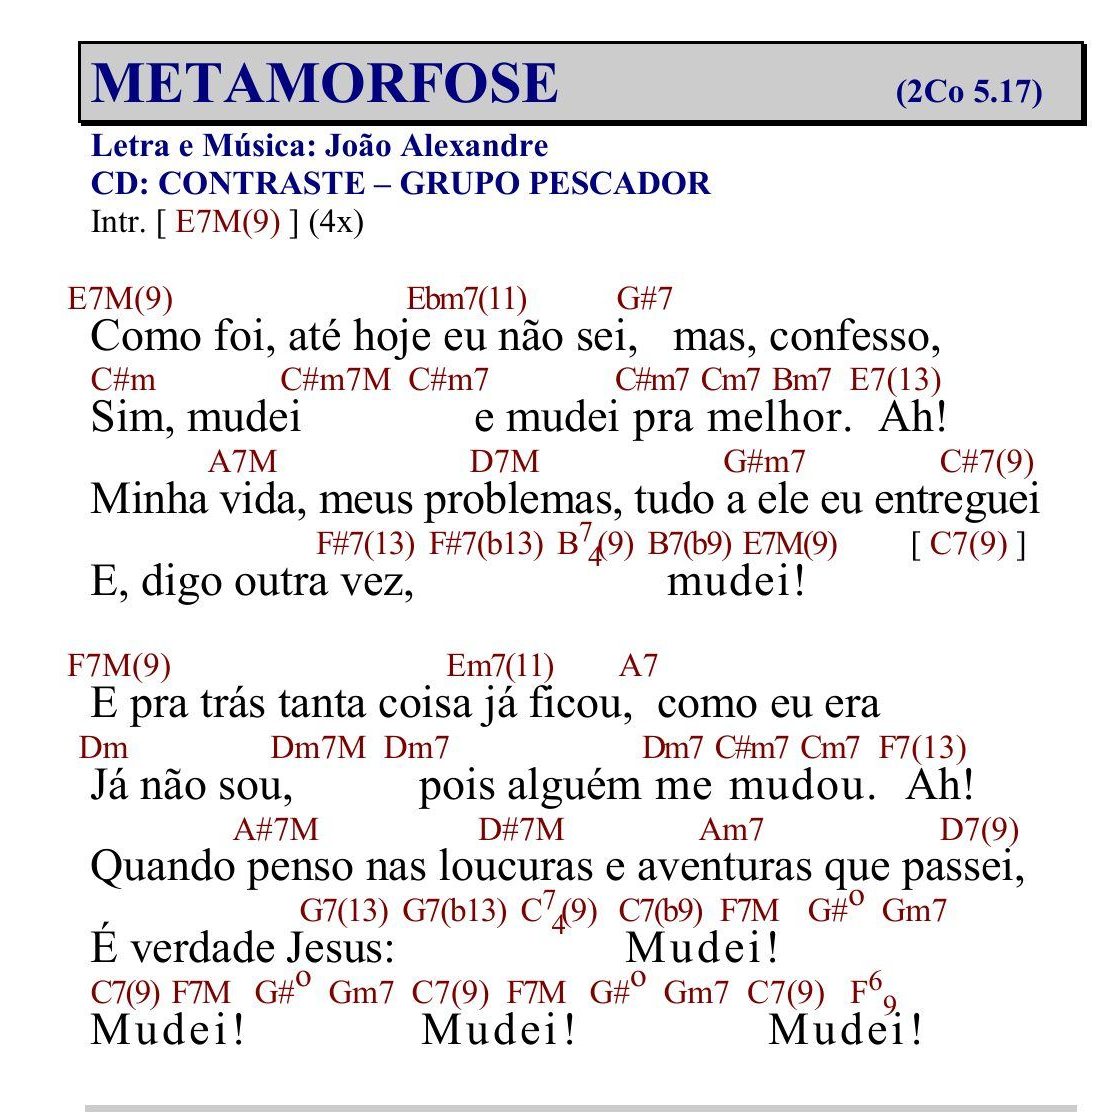 METAMORFOSE (2Co 5.17)
Letra e Música: João Alexandre
CD: CONTRASTE – GRUPO PESCADOR
Intr. [ E7M(9) ] (4x)
E7M(9) Ebm7(11) G#7
Como foi, até hoje eu não sei, mas, confesso,
C#m C#m7M C#m7 C#m7 Cm7 Bm7 E7(13)
Sim, mudei e mudei pra melhor. Ah!
A7M D7M G#m7 C#7(9)
Minha vida, meus problemas, tudo a ele eu entreguei
F#7(13) F#7(b13) B7/4(9) B7(b9) E7M(9) [ C7(9) ]
E, digo outra vez, mudei!
F7M(9) Em7(11) A7
E pra trás tanta coisa já ficou, como eu era
Dm Dm7M Dm7 Dm7 C#m7 Cm7 F7(13)
Já não sou, pois alguém me mudou. Ah!
A#7M D#7M Am7 D7(9)
Quando penso nas loucuras e aventuras que passei,
G7(13) G7(b13) C7/4(9) C7(b9) F7M G#º Gm7
É verdade Jesus: Mudei!
C7(9) F7M G#º Gm7 C7(9) F7M G#º Gm7 C7(9) F6/9
Mudei! Mudei! Mudei!